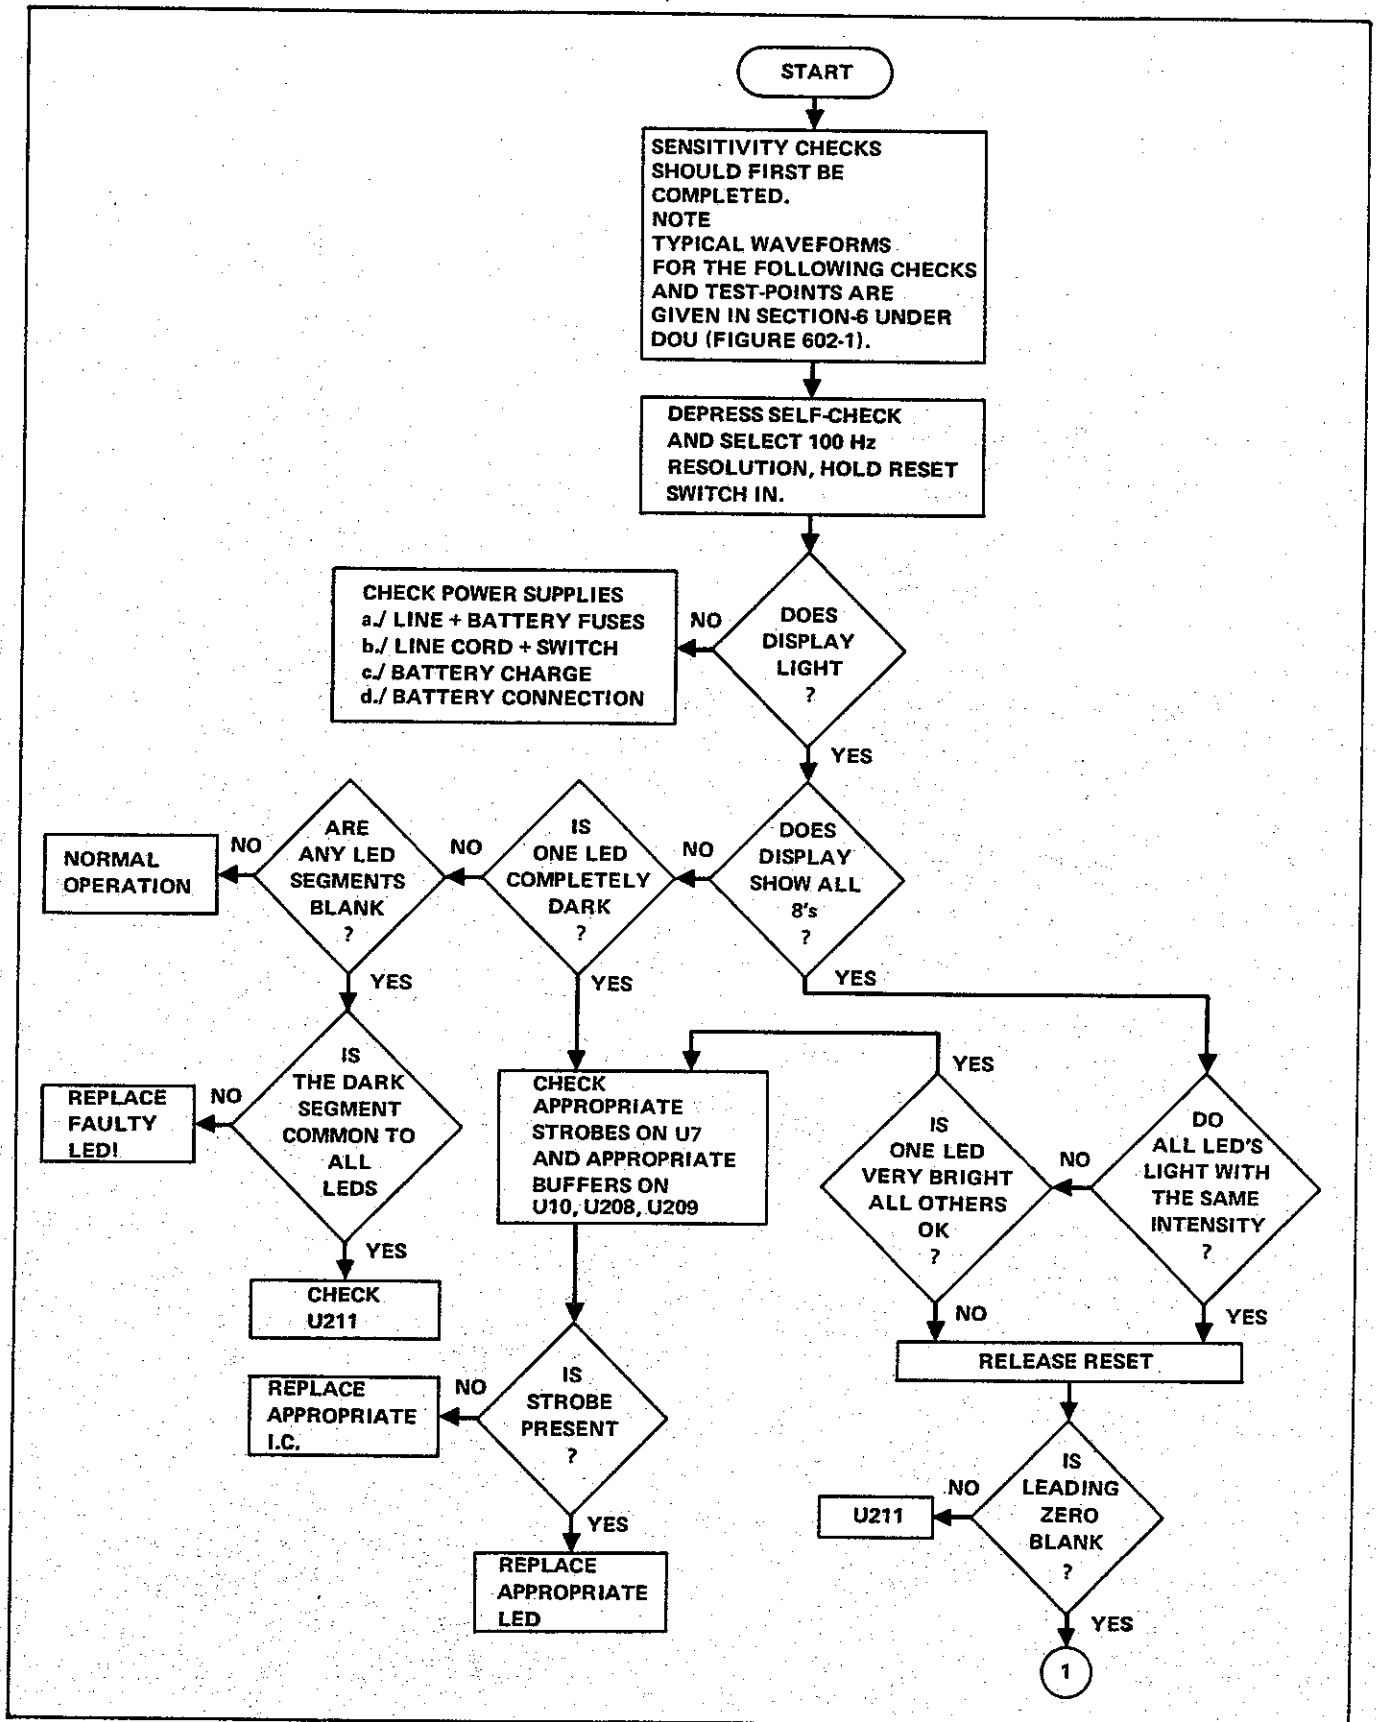 START
SENSITIVITY CHECKS
SHOULD FIRST BE
COMPLETED.
NOTE
TYPICAL WAVEFORMS
FOR THE FOLLOWING CHECKS
AND TEST-POINTS ARE
GIVEN IN SECTION-6 UNDER
DOU (FIGURE 602-1).
DEPRESS SELF-CHECK
AND SELECT 100 Hz
RESOLUTION, HOLD RESET
SWITCH IN.
DOES
DISPLAY
LIGHT
?
NO
CHECK POWER SUPPLIES
a./ LINE + BATTERY FUSES
b./ LINE CORD + SWITCH
c./ BATTERY CHARGE
d./ BATTERY CONNECTION
YES
DOES
DISPLAY
SHOW ALL
8's
?
NO
IS
ONE LED
COMPLETELY
DARK
?
NO
ARE
ANY LED
SEGMENTS
BLANK
?
NO
NORMAL
OPERATION
YES
YES
YES
IS
THE DARK
SEGMENT
COMMON TO
ALL
LEDS
NO
REPLACE
FAULTY
LED!
YES
CHECK
U211
CHECK
APPROPRIATE
STROBES ON U7
AND APPROPRIATE
BUFFERS ON
U10, U208, U209
YES
IS
ONE LED
VERY BRIGHT
ALL OTHERS
OK
?
NO
DO
ALL LED'S
LIGHT WITH
THE SAME
INTENSITY
?
NO
YES
RELEASE RESET
IS
STROBE
PRESENT
?
NO
REPLACE
APPROPRIATE
I.C.
YES
REPLACE
APPROPRIATE
LED
IS
LEADING
ZERO
BLANK
?
NO
U211
YES
1